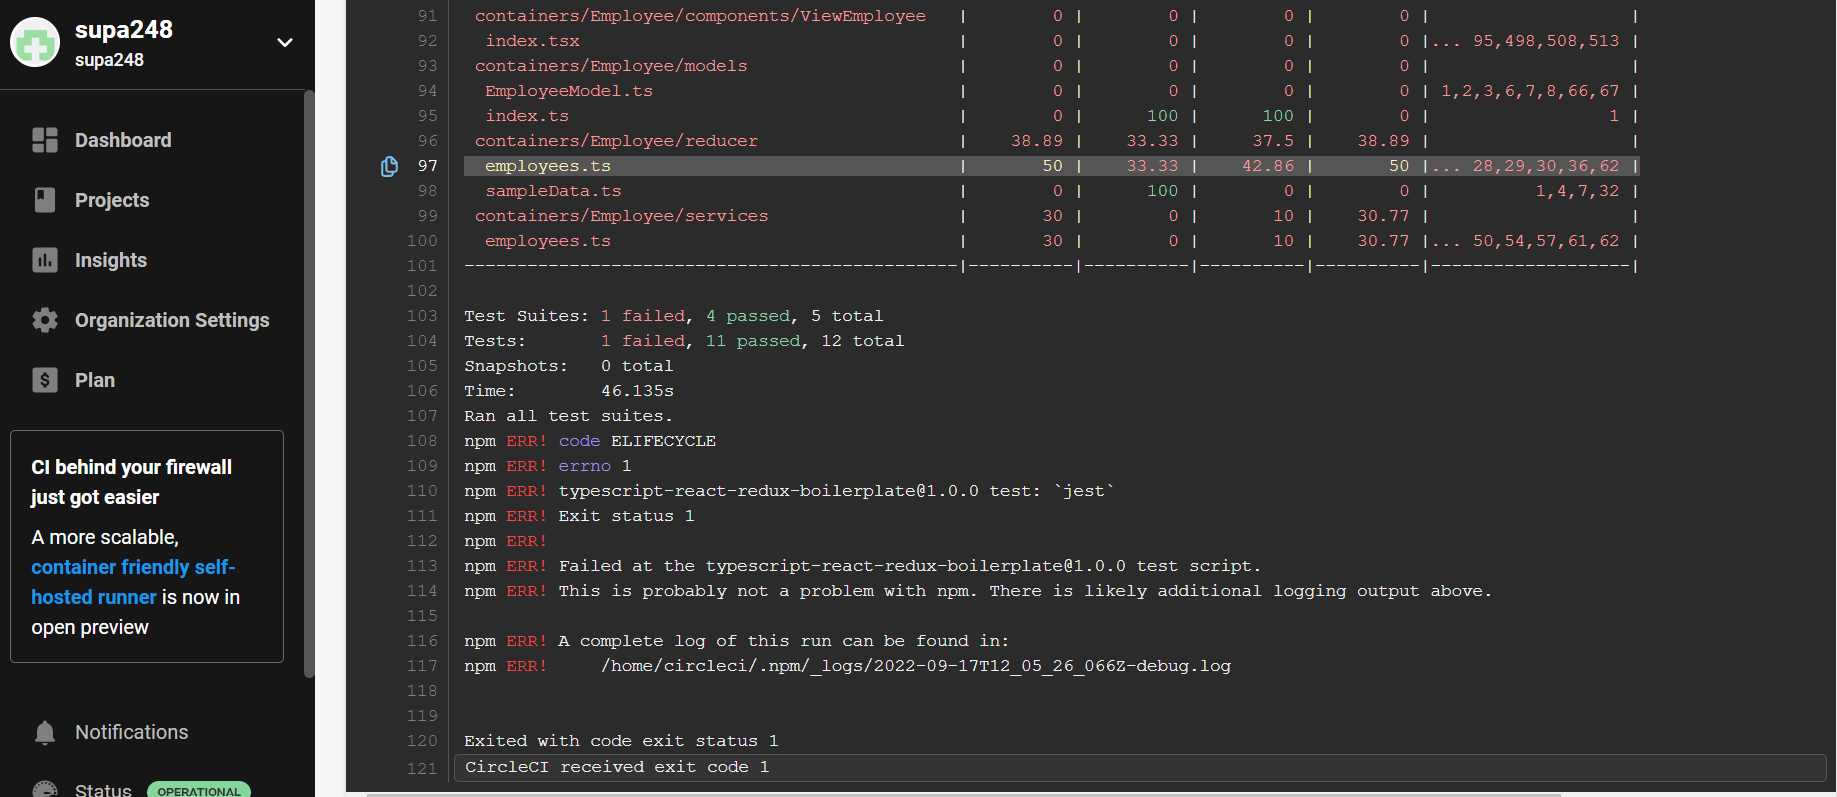 supa248
supa248
Dashboard
Projects
Insights
Organization Settings
Plan
CI behind your firewall
just got easier
A more scalable,
container friendly self-
hosted runner is now in
open preview
Notifications
Status OPERATIONAL
91 containers/Employee/components/ViewEmployee | 0 | 0 | 0 | 0 | |
92 index.tsx | 0 | 0 | 0 | 0 |... 95,498,508,513 |
93 containers/Employee/models | 0 | 0 | 0 | 0 | |
94 EmployeeModel.ts | 0 | 0 | 0 | 0 | 1,2,3,6,7,8,66,67 |
95 index.ts | 0 | 100 | 100 | 0 | 1 |
96 containers/Employee/reducer | 38.89 | 33.33 | 37.5 | 38.89 | |
97 employees.ts | 50 | 33.33 | 42.86 | 50 |... 28,29,30,36,62 |
98 sampleData.ts | 0 | 100 | 0 | 0 | 1,4,7,32 |
99 containers/Employee/services | 30 | 0 | 10 | 30.77 | |
100 employees.ts | 30 | 0 | 10 | 30.77 |... 50,54,57,61,62 |
101 -----------------------------------------------|----------|----------|----------|----------|-------------------|
102
103 Test Suites: 1 failed, 4 passed, 5 total
104 Tests: 1 failed, 11 passed, 12 total
105 Snapshots: 0 total
106 Time: 46.135s
107 Ran all test suites.
108 npm ERR! code ELIFECYCLE
109 npm ERR! errno 1
110 npm ERR! typescript-react-redux-boilerplate@1.0.0 test: `jest`
111 npm ERR! Exit status 1
112 npm ERR!
113 npm ERR! Failed at the typescript-react-redux-boilerplate@1.0.0 test script.
114 npm ERR! This is probably not a problem with npm. There is likely additional logging output above.
115
116 npm ERR! A complete log of this run can be found in:
117 npm ERR! /home/circleci/.npm/_logs/2022-09-17T12_05_26_066Z-debug.log
118
119
120 Exited with code exit status 1
121 CircleCI received exit code 1